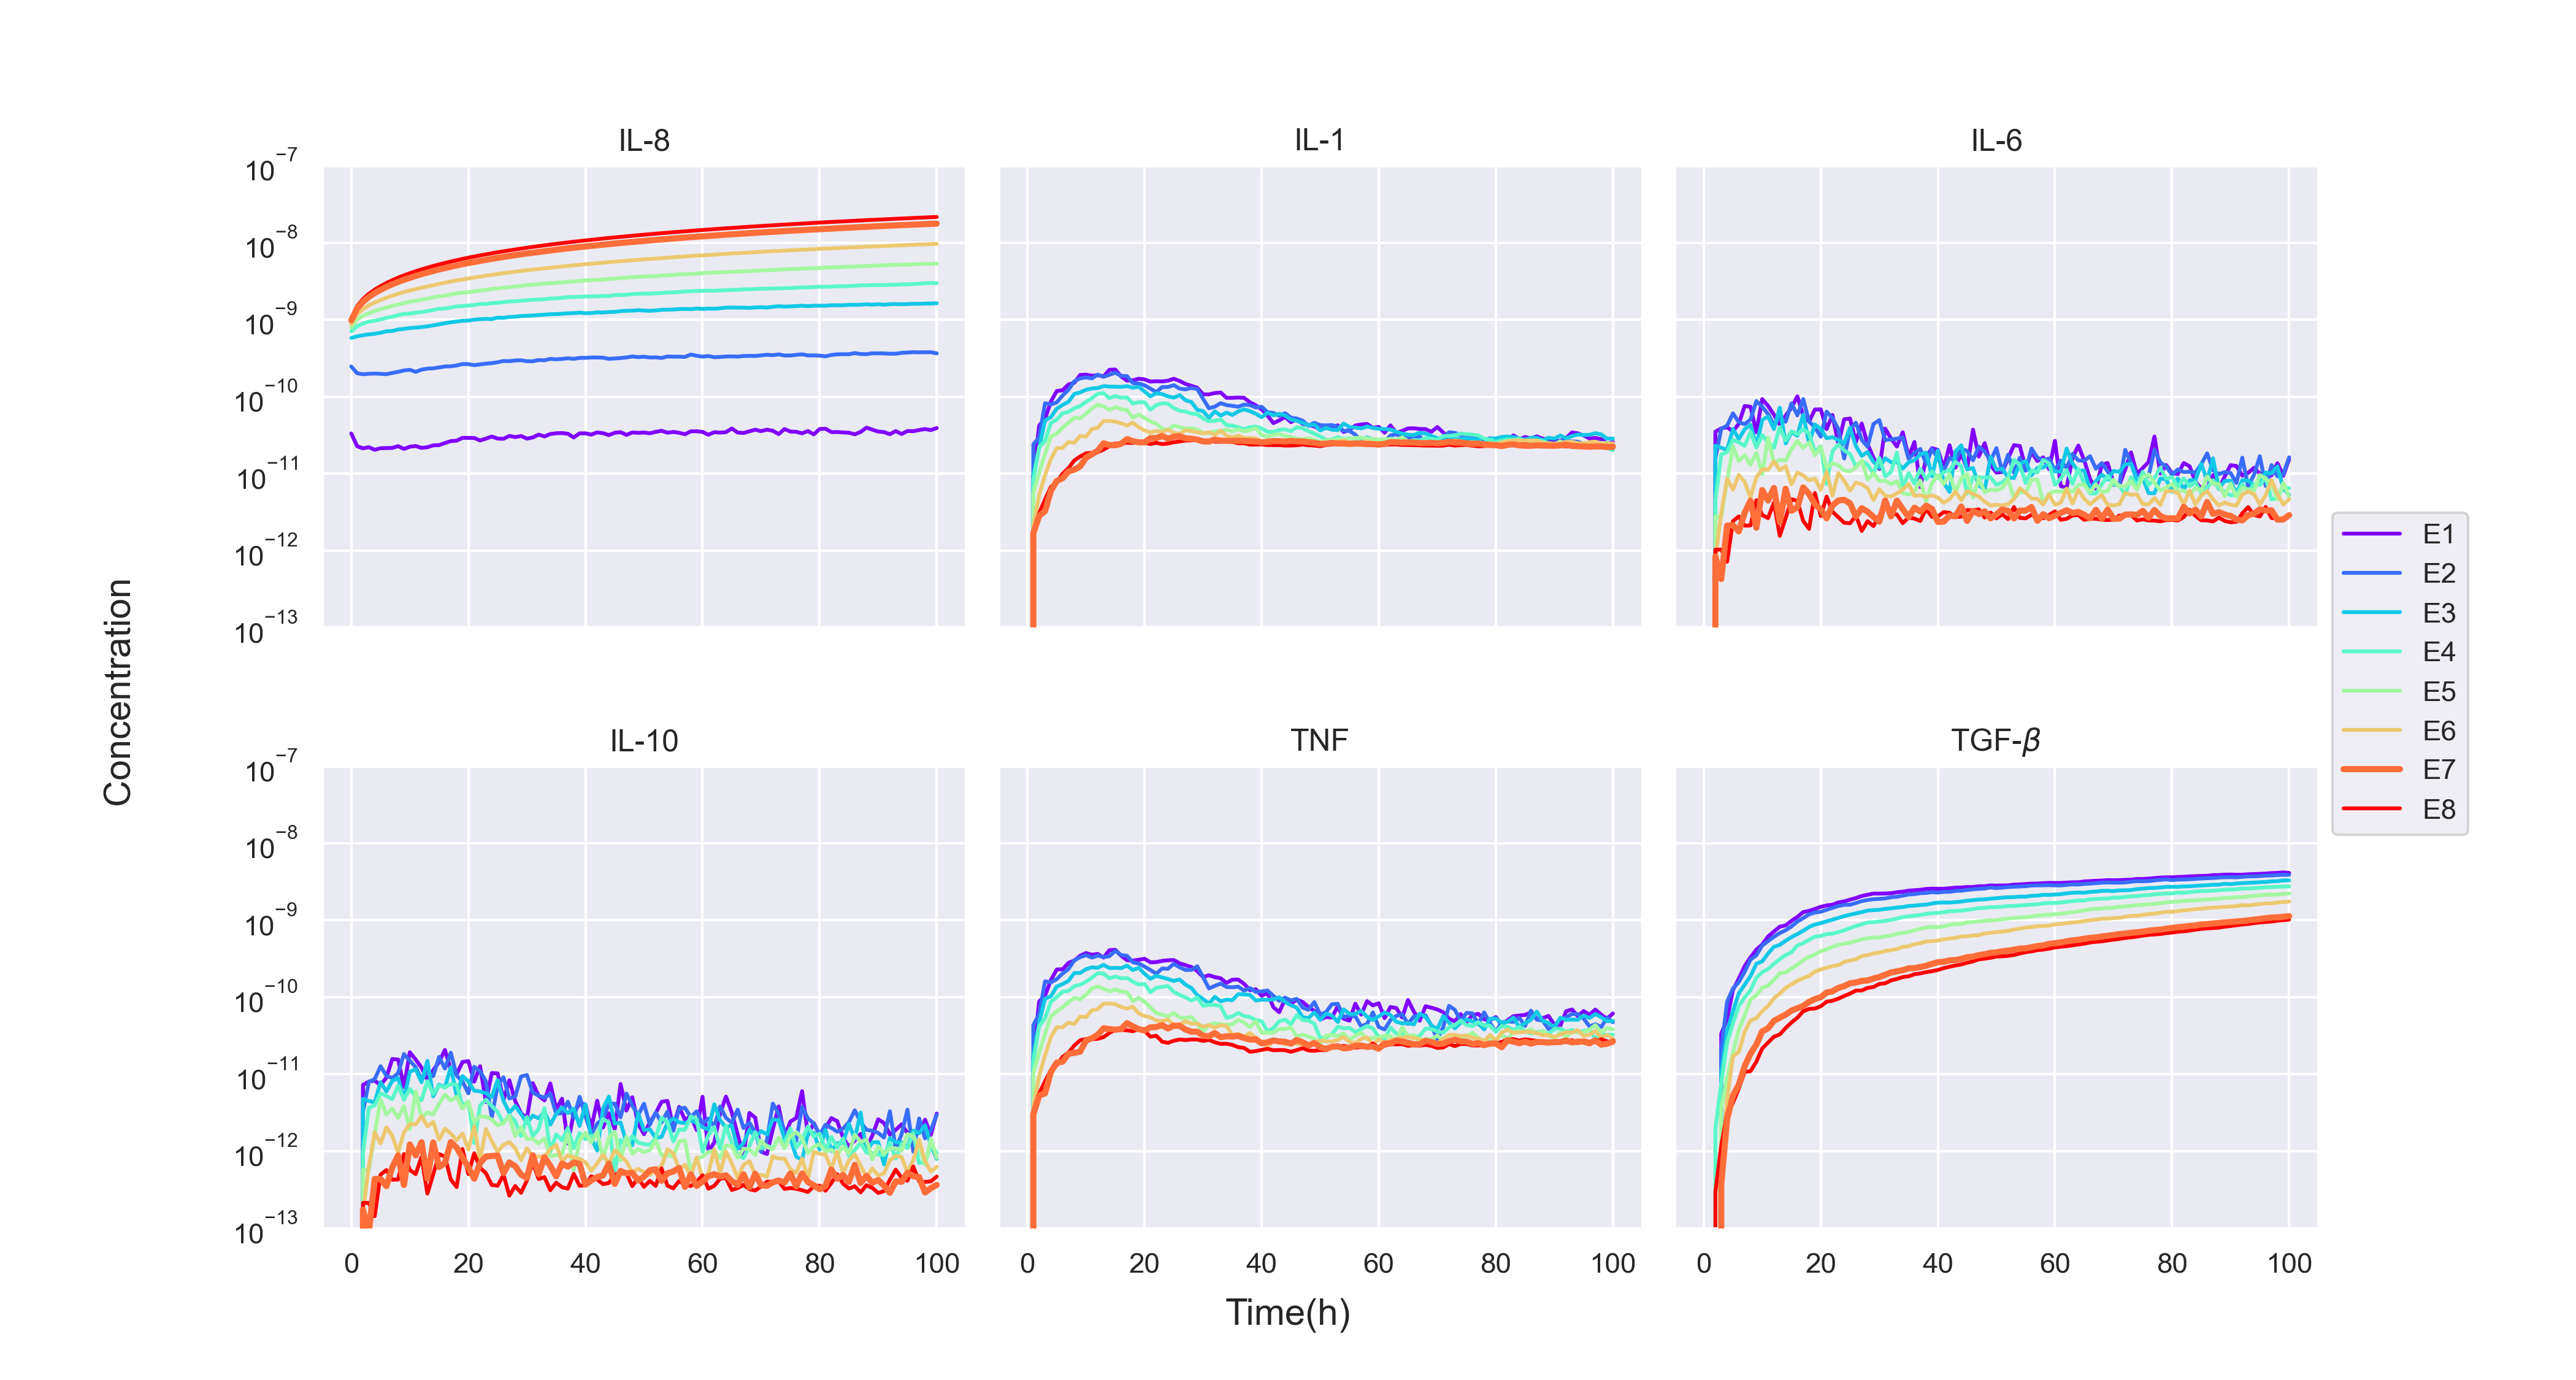 IL-8 IL-1 IL-6
10⁻⁷
10⁻⁸
10⁻⁹
10⁻¹⁰
10⁻¹¹
10⁻¹²
10⁻¹³
Concentration
E1
E2
E3
E4
E5
E6
E7
E8
IL-10 TNF TGF-β
10⁻⁷
10⁻⁸
10⁻⁹
10⁻¹⁰
10⁻¹¹
10⁻¹²
10⁻¹³
0 20 40 60 80 100 0 20 40 60 80 100 0 20 40 60 80 100
Time(h)